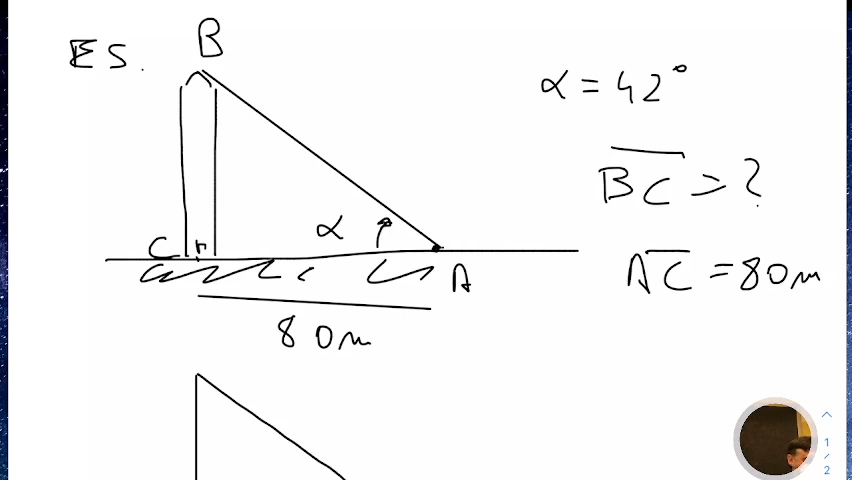 ES.
B
α = 42°
BC = ?
α
C
AC = 80m
A
80m
1
/
2